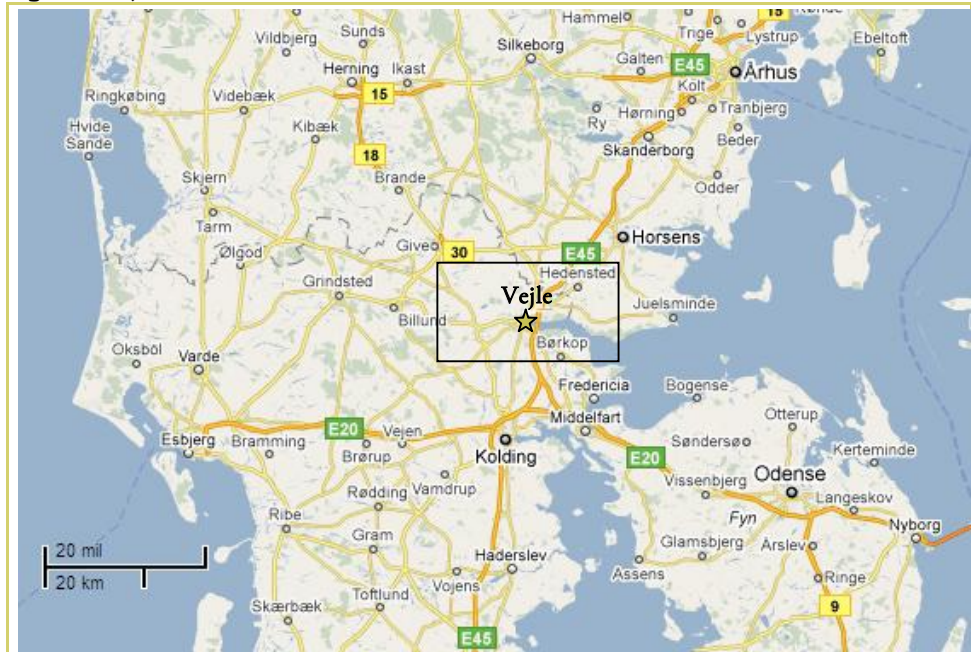 Hammel
Trige
15
Rønde
Vildbjerg
Sunds
Silkeborg
Lystrup
Ebeltoft
Herning
Ikast
Galten
E45
Århus
Ringkøbing
Videbæk
15
Kolt
Hørning
Tranbjerg
Hvide
Sande
Kibæk
Ry
Beder
18
Skanderborg
Skjern
Brande
Odder
Tarm
Horsens
Give
30
E45
Ølgod
Hedensted
Grindsted
Vejle
Billund
Juelsminde
Oksböl
Varde
Børkop
Fredericia
Bogense
Otterup
Middelfart
E20
Esbjerg
Bramming
Vejen
Brørup
Kolding
E20
Søndersø
Kerteminde
Odense
Vissenbjerg
Langeskov
Rødding
Vamdrup
Fyn
Nyborg
Ribe
Gram
Glamsbjerg
Årslev
20 mil
20 km
Haderslev
Assens
Ringe
Vojens
Skærbæk
Toftlund
9
E45